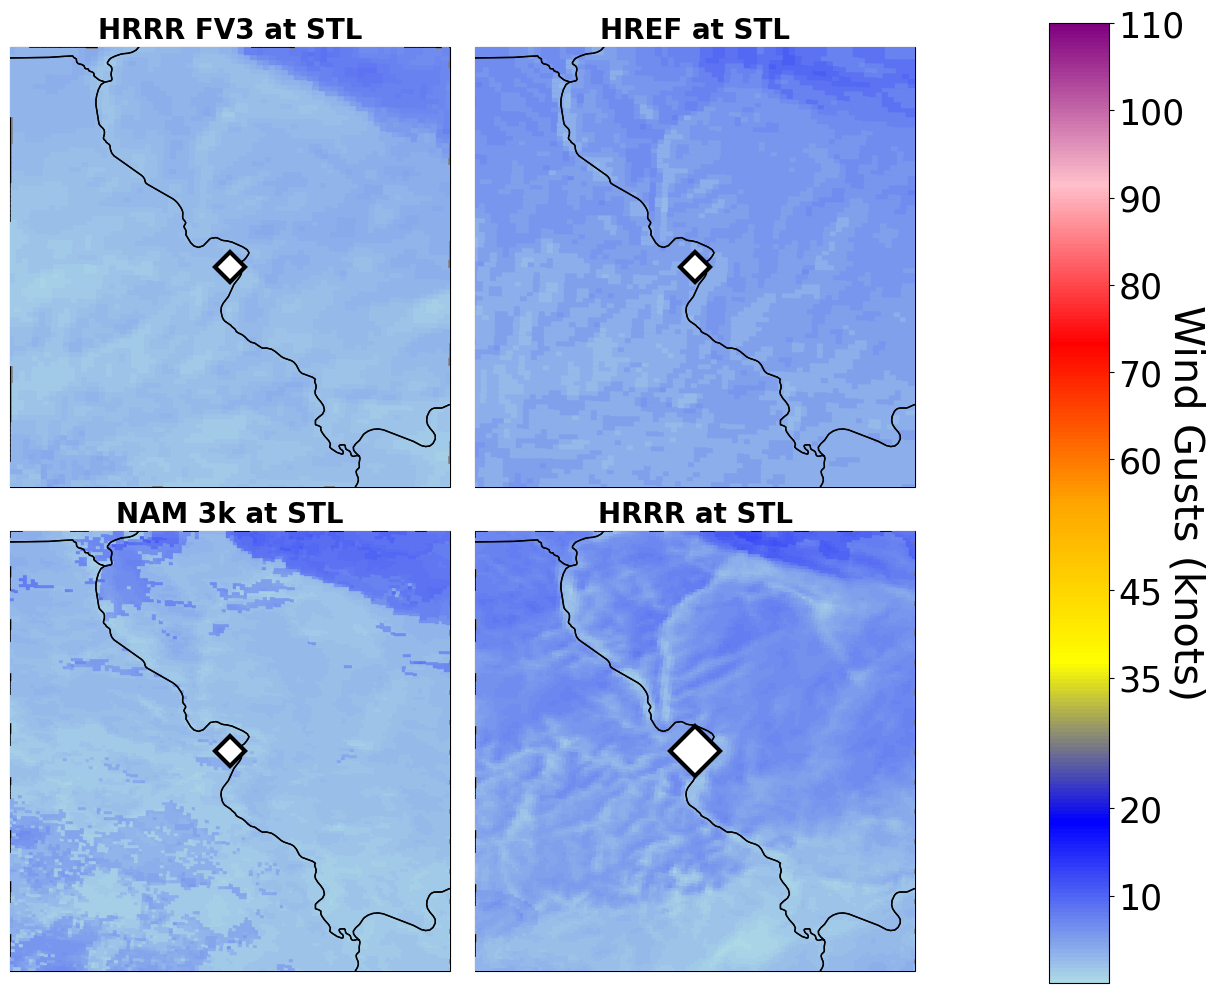 HRRR FV3 at STL
HREF at STL
NAM 3k at STL
HRRR at STL
110
100
90
80
70
60
45
35
20
10
Wind Gusts (knots)